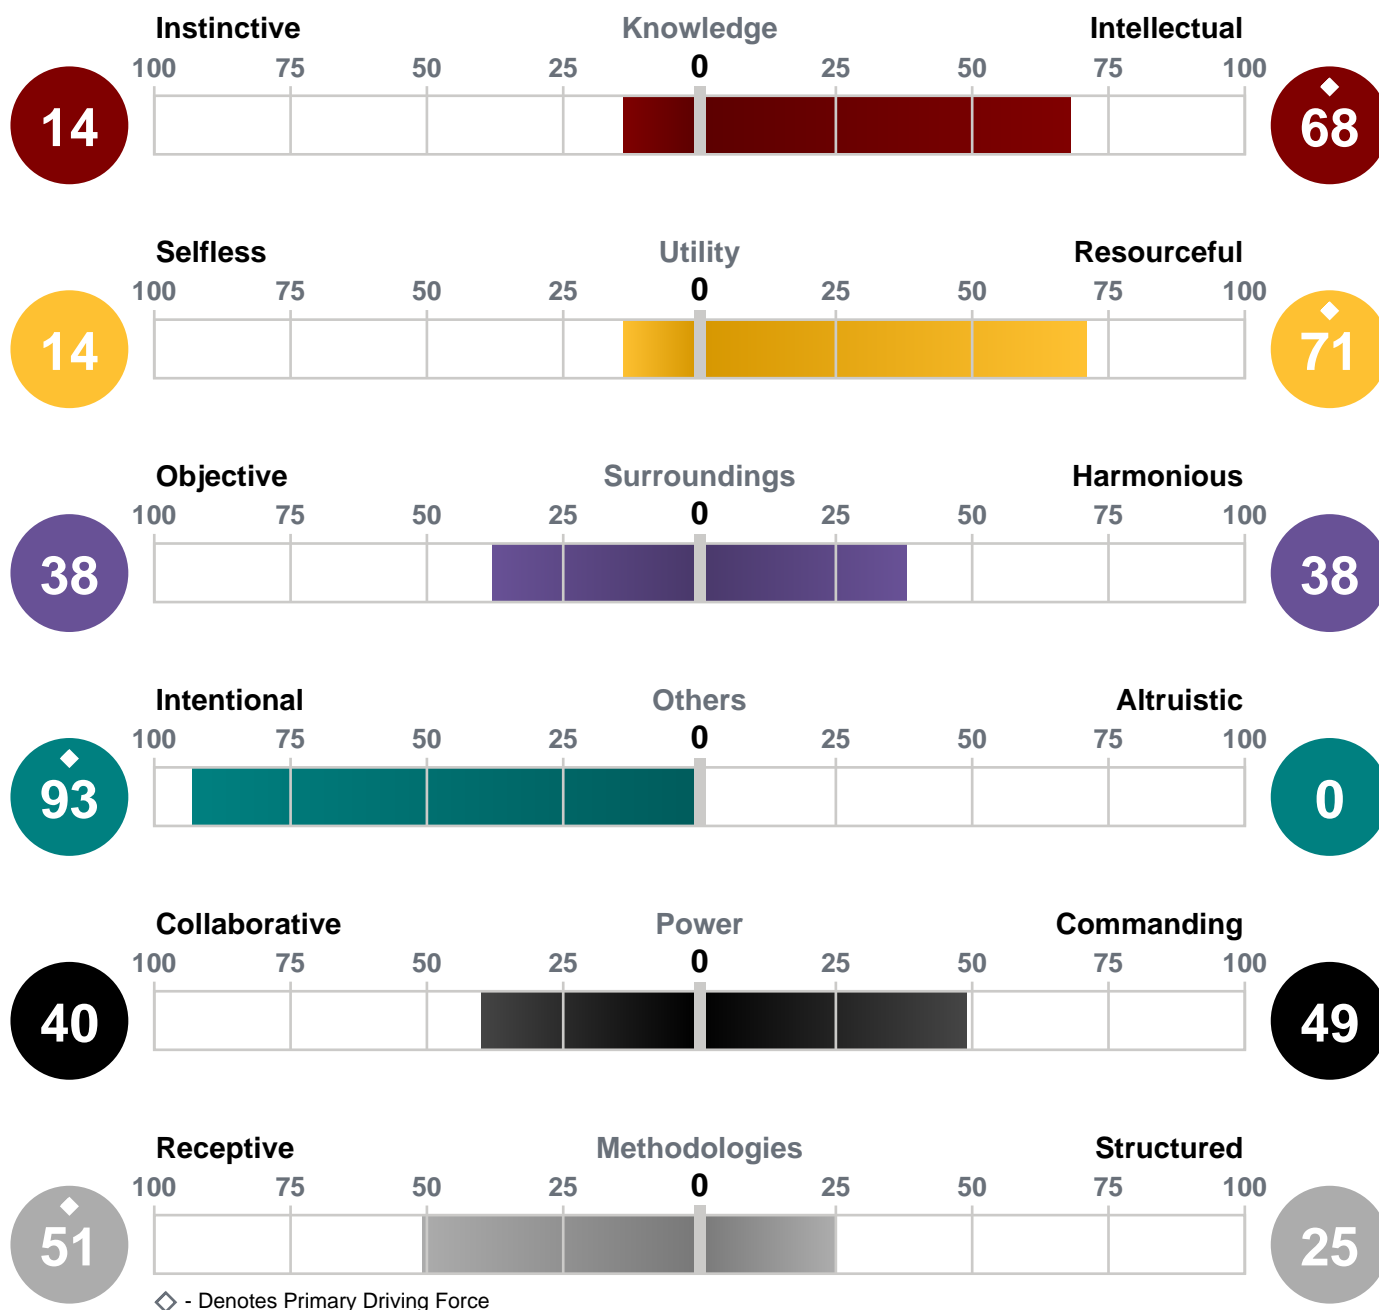 Instinctive Knowledge Intellectual
100 75 50 25 0 25 50 75 100
14 68
Selfless Utility Resourceful
100 75 50 25 0 25 50 75 100
14 71
Objective Surroundings Harmonious
100 75 50 25 0 25 50 75 100
38 38
Intentional Others Altruistic
100 75 50 25 0 25 50 75 100
93 0
Collaborative Power Commanding
100 75 50 25 0 25 50 75 100
40 49
Receptive Methodologies Structured
100 75 50 25 0 25 50 75 100
51 25
- Denotes Primary Driving Force